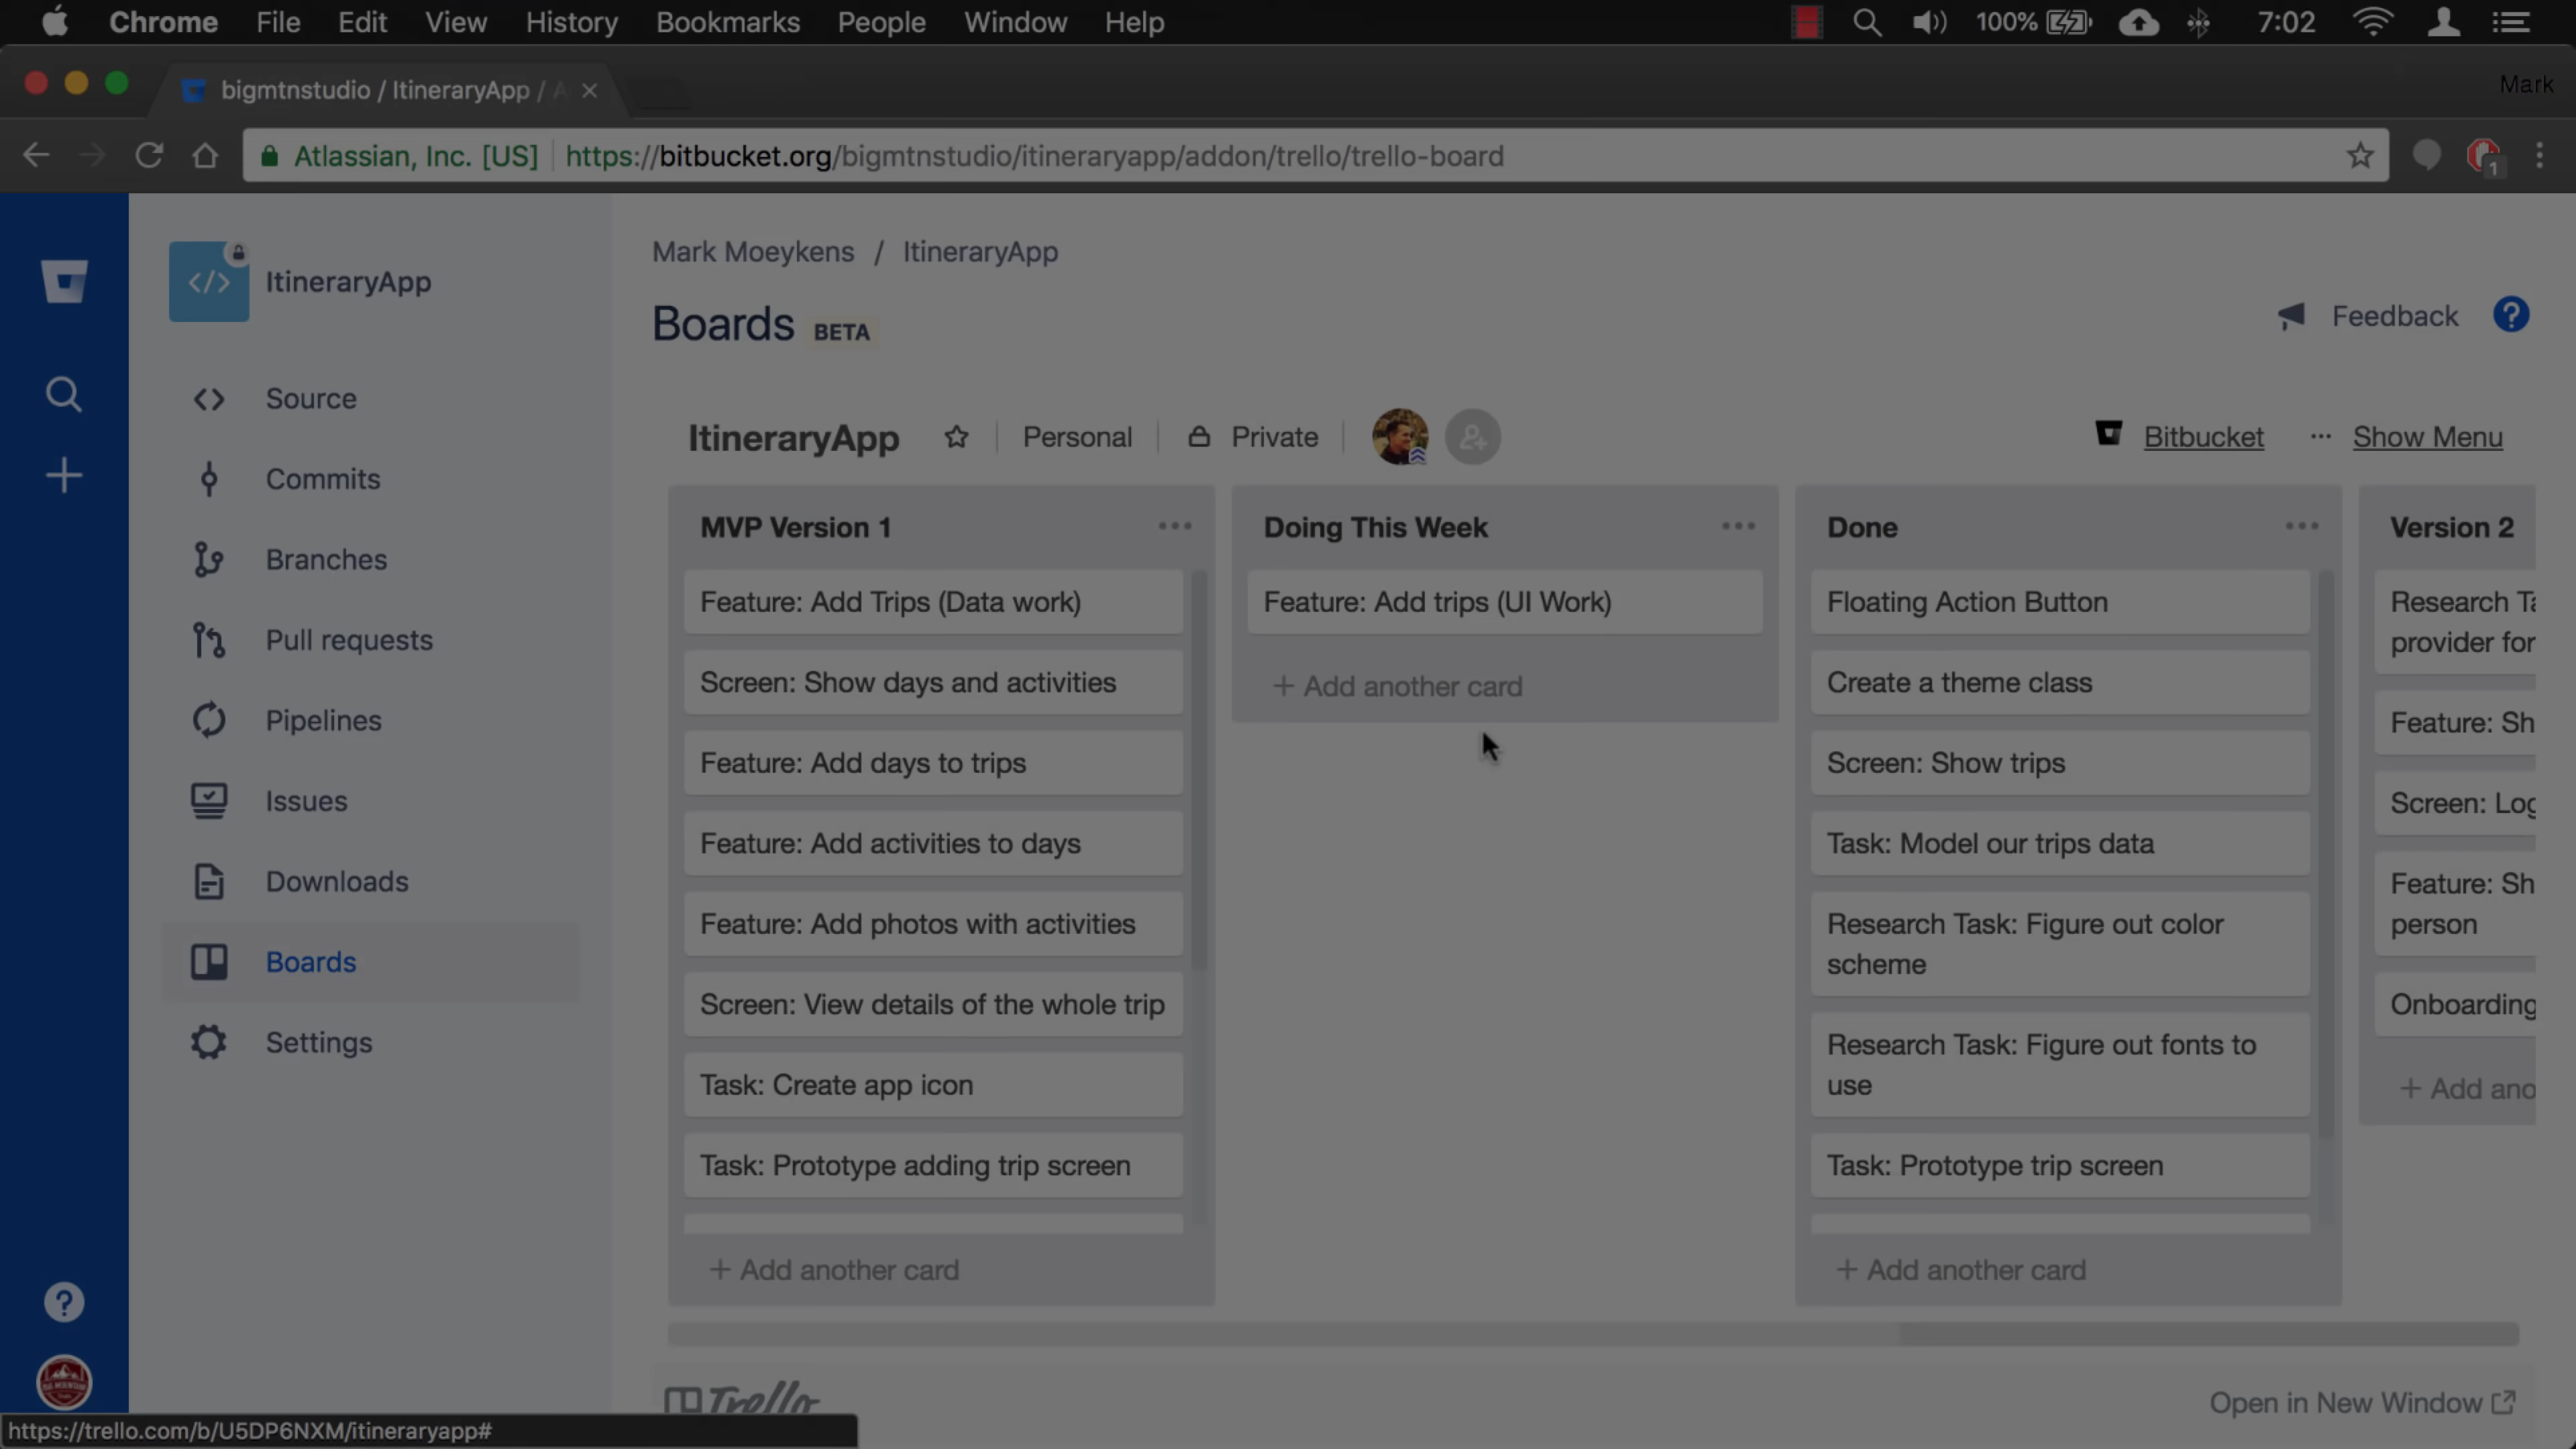 Chrome File Edit View History Bookmarks People Window Help 100% 7:02
bigmtnstudio / ItineraryApp / A Mark
Atlassian, Inc. [US] https://bitbucket.org/bigmtnstudio/itineraryapp/addon/trello/trello-board 1
ItineraryApp
Source
Commits
Branches
Pull requests
Pipelines
Issues
Downloads
Boards
Settings
Mark Moeykens / ItineraryApp
Boards BETA
Feedback
ItineraryApp Personal Private Bitbucket Show Menu
MVP Version 1
Feature: Add Trips (Data work)
Screen: Show days and activities
Feature: Add days to trips
Feature: Add activities to days
Feature: Add photos with activities
Screen: View details of the whole trip
Task: Create app icon
Task: Prototype adding trip screen
+ Add another card
Doing This Week
Feature: Add trips (UI Work)
+ Add another card
Done
Floating Action Button
Create a theme class
Screen: Show trips
Task: Model our trips data
Research Task: Figure out color
scheme
Research Task: Figure out fonts to
use
Task: Prototype trip screen
+ Add another card
Version 2
Research Ta
provider for
Feature: Sh
Screen: Log
Feature: Sh
person
Onboarding
+ Add ano
Trello
Open in New Window
https://trello.com/b/U5DP6NXM/itineraryapp#